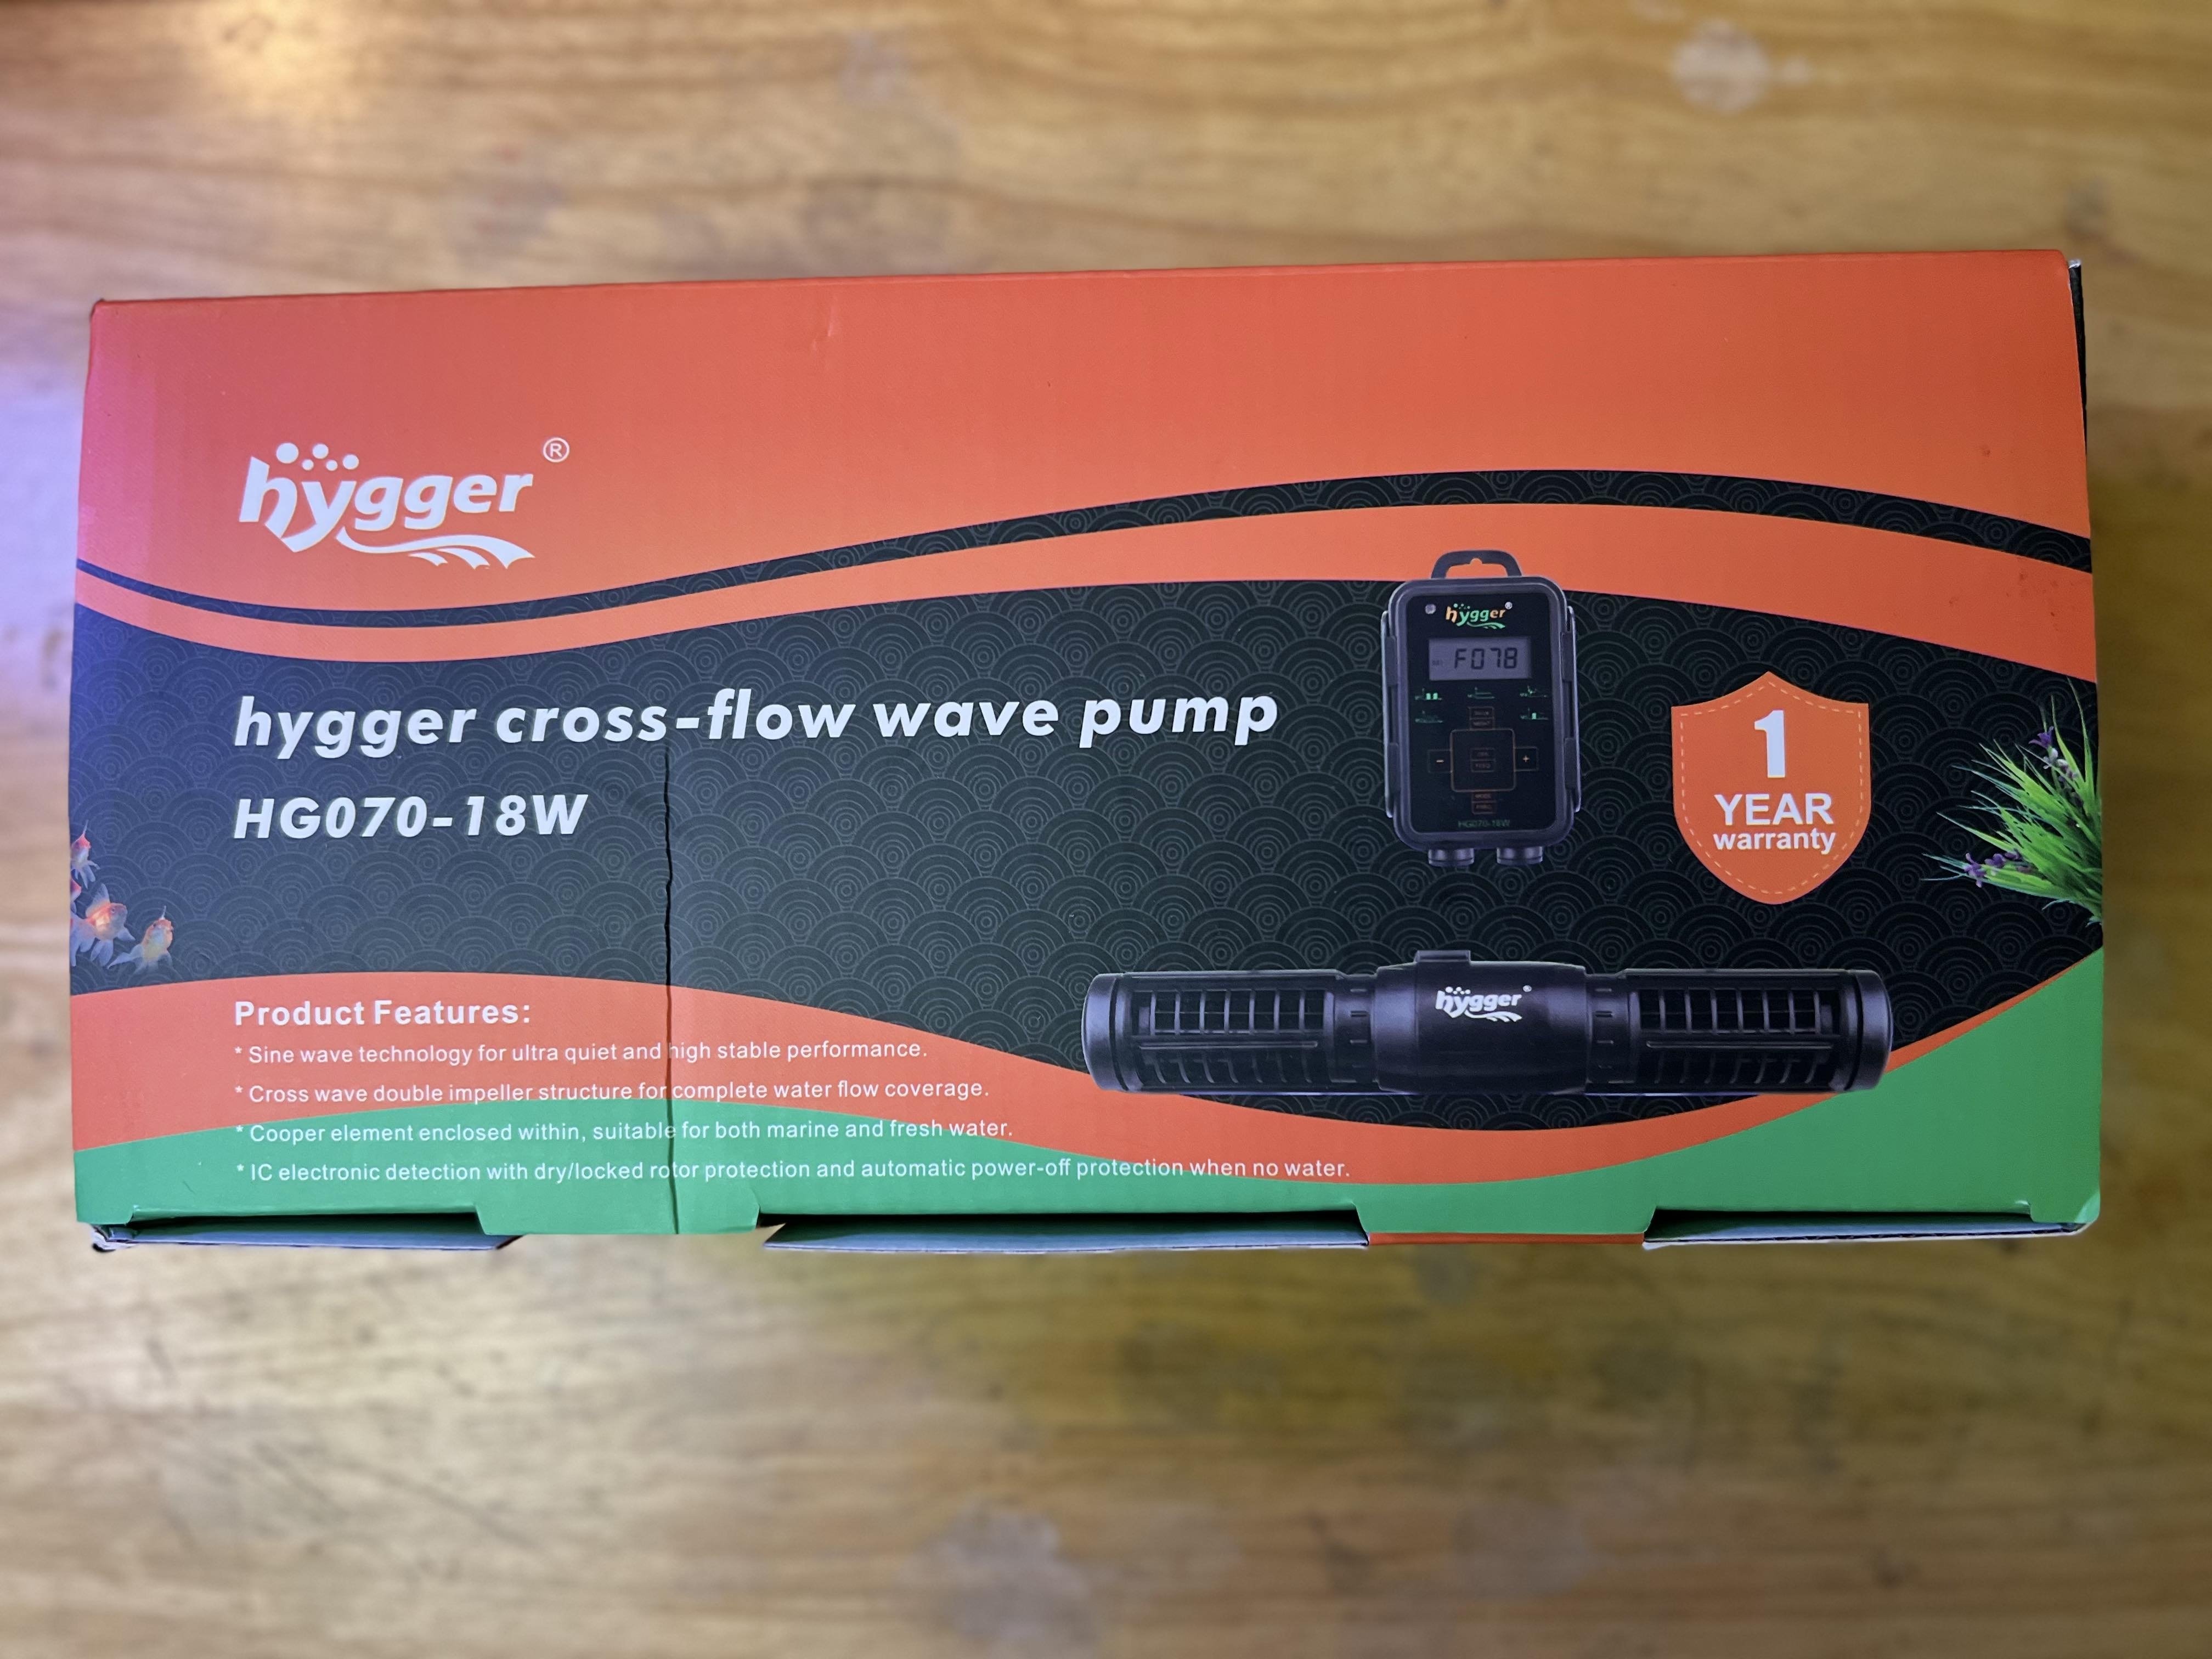 hygger®
hygger cross-flow wave pump
HG070-18W
hygger®
F078
HG070-18W
1
YEAR
warranty
hygger®
Product Features:
* Sine wave technology for ultra quiet and high stable performance.
* Cross wave double impeller structure for complete water flow coverage.
* Cooper element enclosed within, suitable for both marine and fresh water.
* IC electronic detection with dry/locked rotor protection and automatic power-off protection when no water.